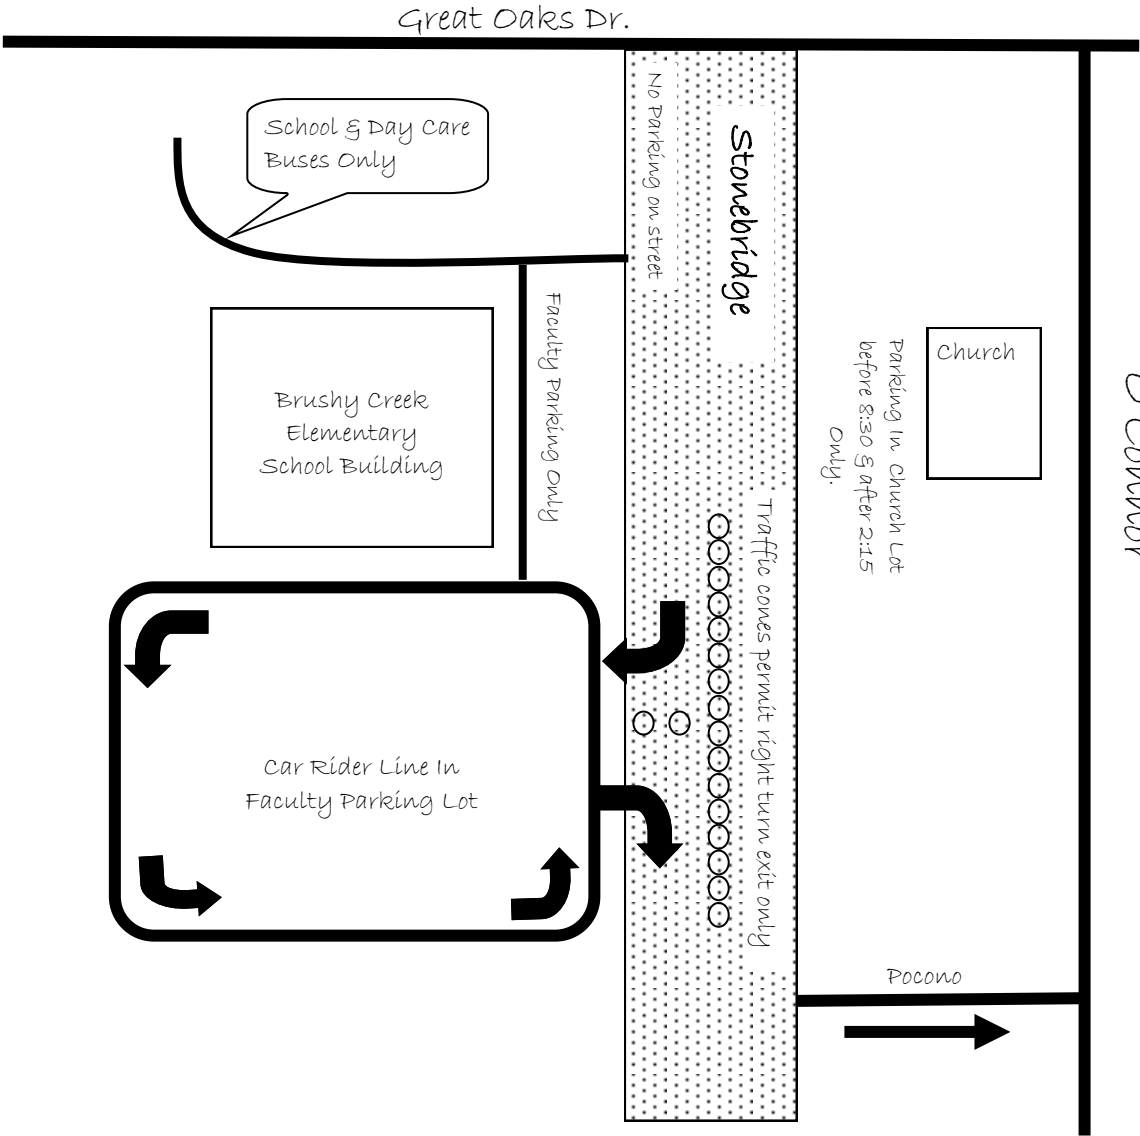 Great Oaks Dr.
School & Day Care
Buses Only
No Parking on street
Stonebridge
Faculty Parking Only
Brushy Creek
Elementary
School Building
Church
Parking In Church Lot
before 8:30 & after 2:15
Only.
Traffic cones permit right turn exit only
Car Rider Line In
Faculty Parking Lot
Pocono